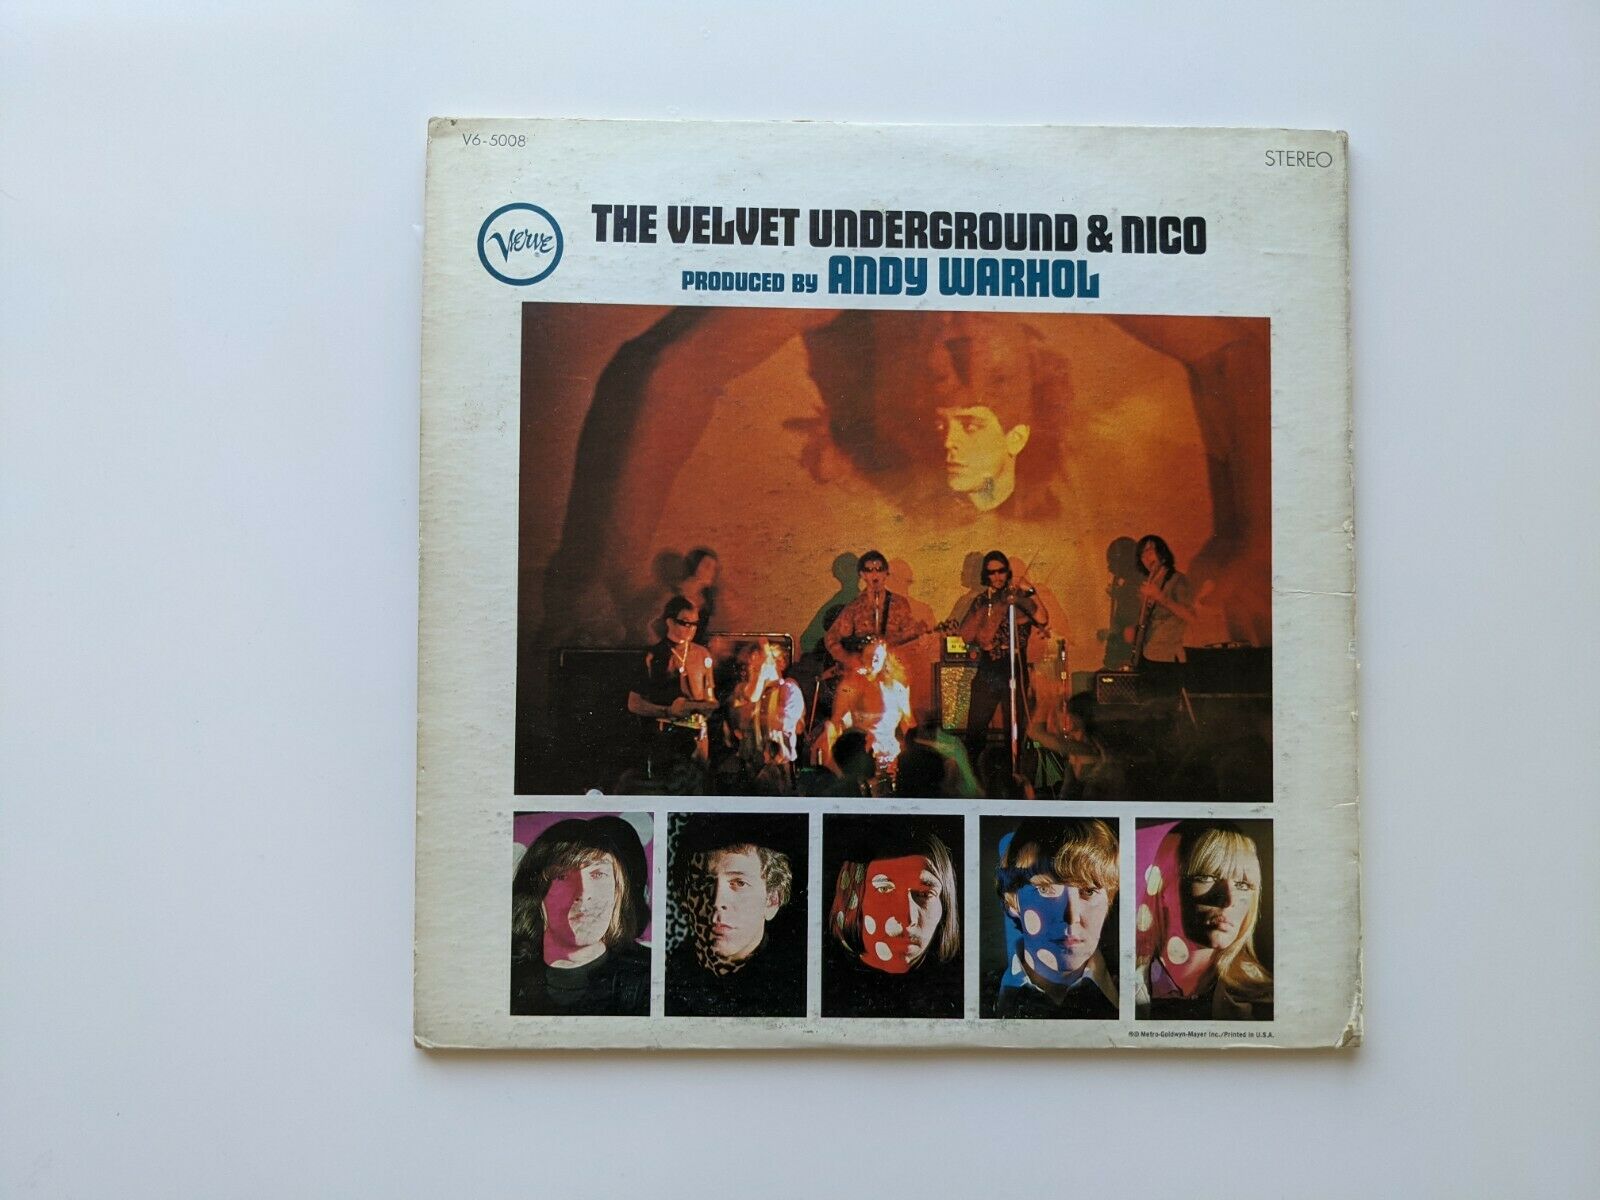 V6-5008
STEREO
Verve
THE VELVET UNDERGROUND & NICO
PRODUCED BY ANDY WARHOL
Metro-Goldwyn-Mayer Inc./Printed in U.S.A.